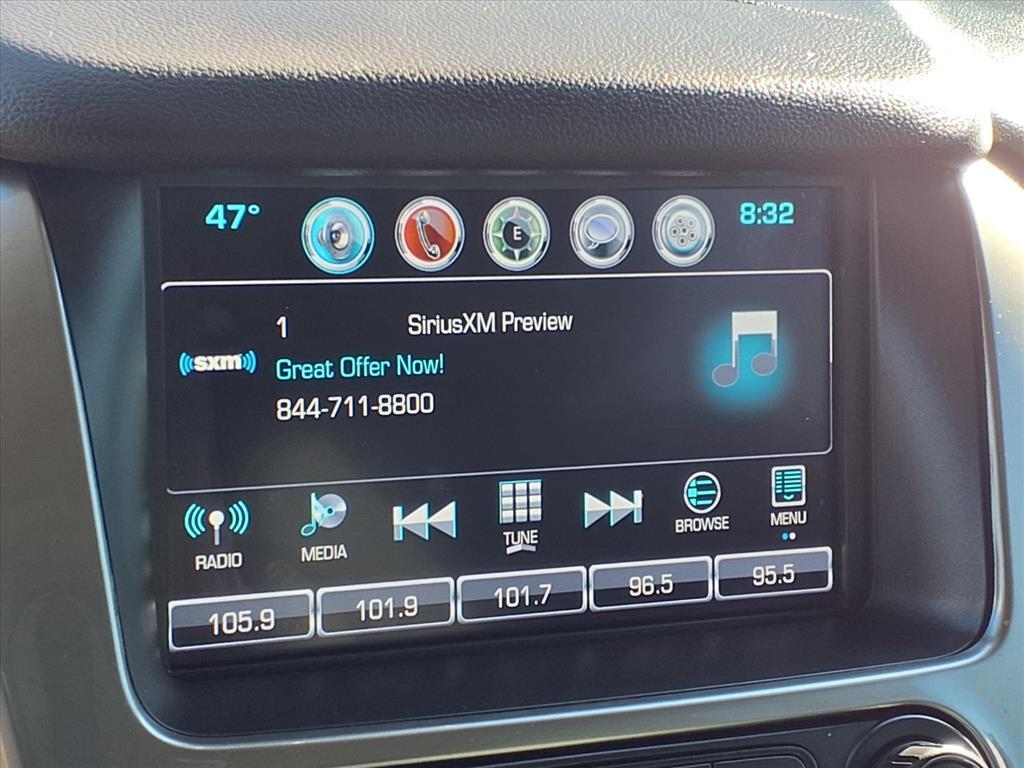 47° E 8:32
1 SiriusXM Preview
((sxm))
Great Offer Now!
844-711-8800
RADIO MEDIA TUNE BROWSE MENU
105.9 101.9 101.7 96.5 95.5